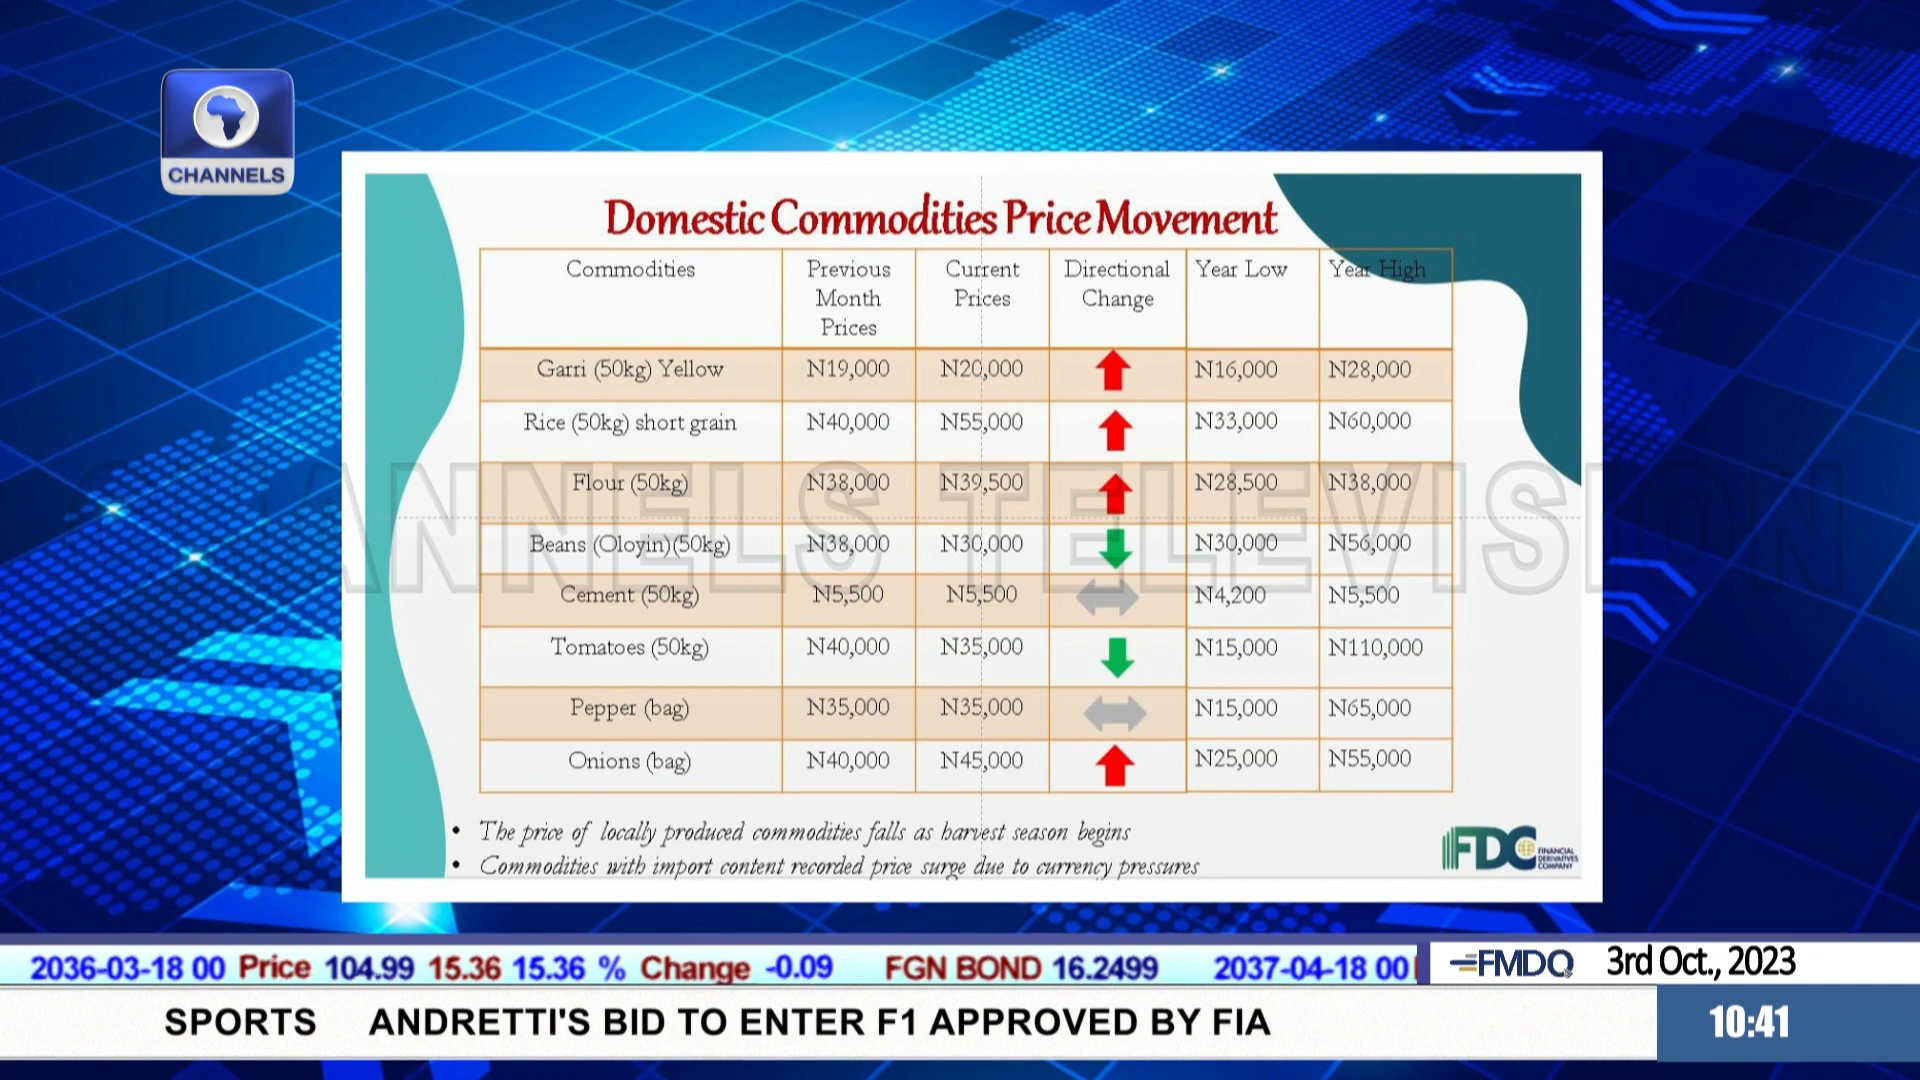 CHANNELS
Domestic Commodities Price Movement
Commodities Previous Month Prices Current Prices Directional Change Year Low Year High
Garri (50kg) Yellow N19,000 N20,000 N16,000 N28,000
Rice (50kg) short grain N40,000 N55,000 N33,000 N60,000
Flour (50kg) N38,000 N39,500 N28,500 N38,000
Beans (Oloyin)(50kg) N38,000 N30,000 N30,000 N56,000
Cement (50kg) N5,500 N5,500 N4,200 N5,500
Tomatoes (50kg) N40,000 N35,000 N15,000 N110,000
Pepper (bag) N35,000 N35,000 N15,000 N65,000
Onions (bag) N40,000 N45,000 N25,000 N55,000
CHANNELS TELEVISION
• The price of locally produced commodities falls as harvest season begins
• Commodities with import content recorded price surge due to currency pressures
FDC FINANCIAL
DERIVATIVES
COMPANY
2036-03-18 00 Price 104.99 15.36 15.36 % Change -0.09 FGN BOND 16.2499 2037-04-18 00
FMDQ 3rd Oct., 2023
SPORTS ANDRETTI'S BID TO ENTER F1 APPROVED BY FIA
10:41